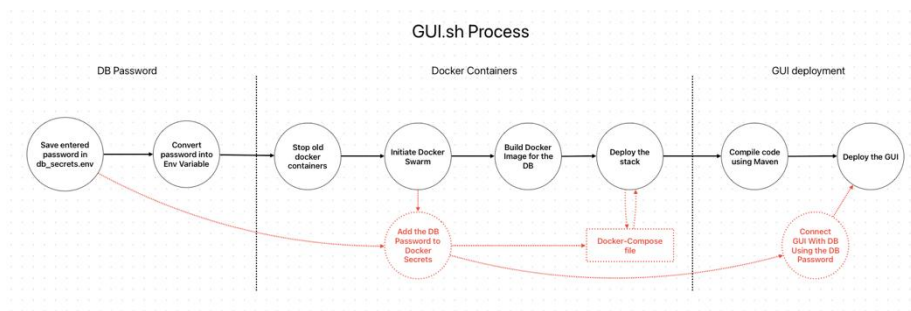 GUI.sh Process
DB Password
Docker Containers
GUI deployment
Save entered
password in
db_secrets.env
Convert
password into
Env Variable
Stop old
docker
containers
Initiate Docker
Swarm
Build Docker
Image for the
DB
Deploy the
stack
Compile code
using Maven
Deploy the GUI
Add the DB
Password to
Docker
Secrets
Docker-Compose
file
Connect
GUI With DB
Using the DB
Password